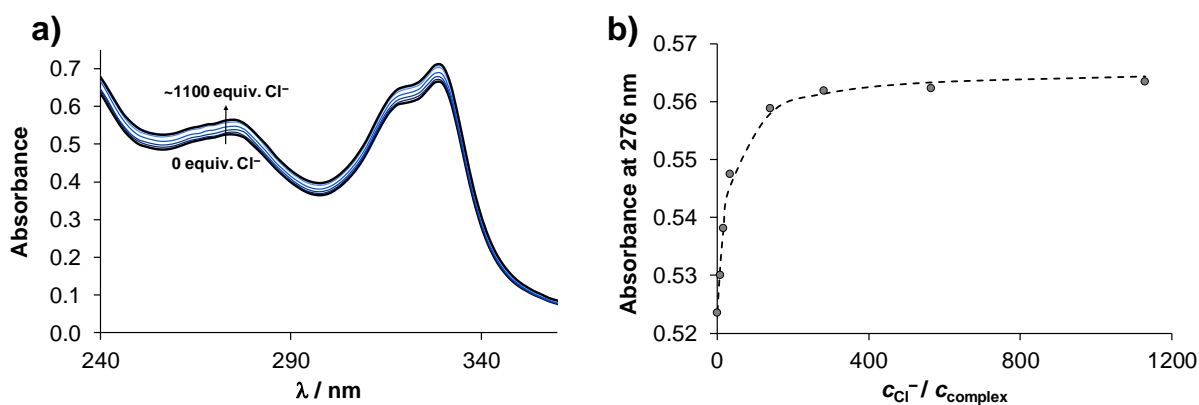 a)
0.7
0.6
0.5
0.4
0.3
0.2
0.1
0.0
Absorbance
~1100 equiv. Cl⁻
0 equiv. Cl⁻
240
290
340
λ / nm
b)
0.57
0.56
0.55
0.54
0.53
0.52
Absorbance at 276 nm
0
400
800
1200
cCl⁻/ ccomplex